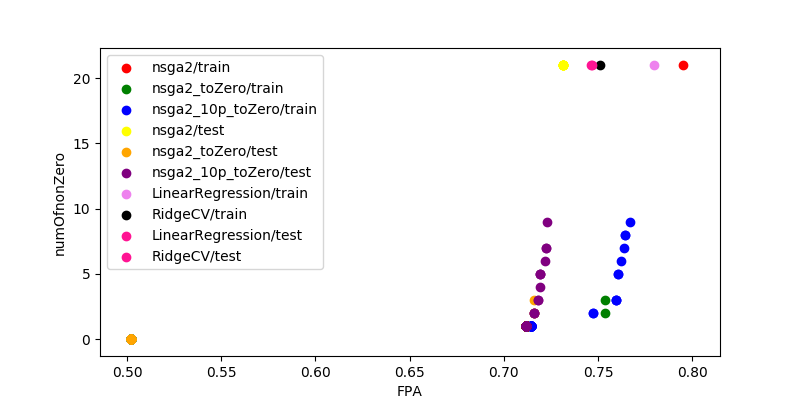 20
15
10
5
0
numOfnonZero
nsga2/train
nsga2_toZero/train
nsga2_10p_toZero/train
nsga2/test
nsga2_toZero/test
nsga2_10p_toZero/test
LinearRegression/train
RidgeCV/train
LinearRegression/test
RidgeCV/test
0.50 0.55 0.60 0.65 0.70 0.75 0.80
FPA